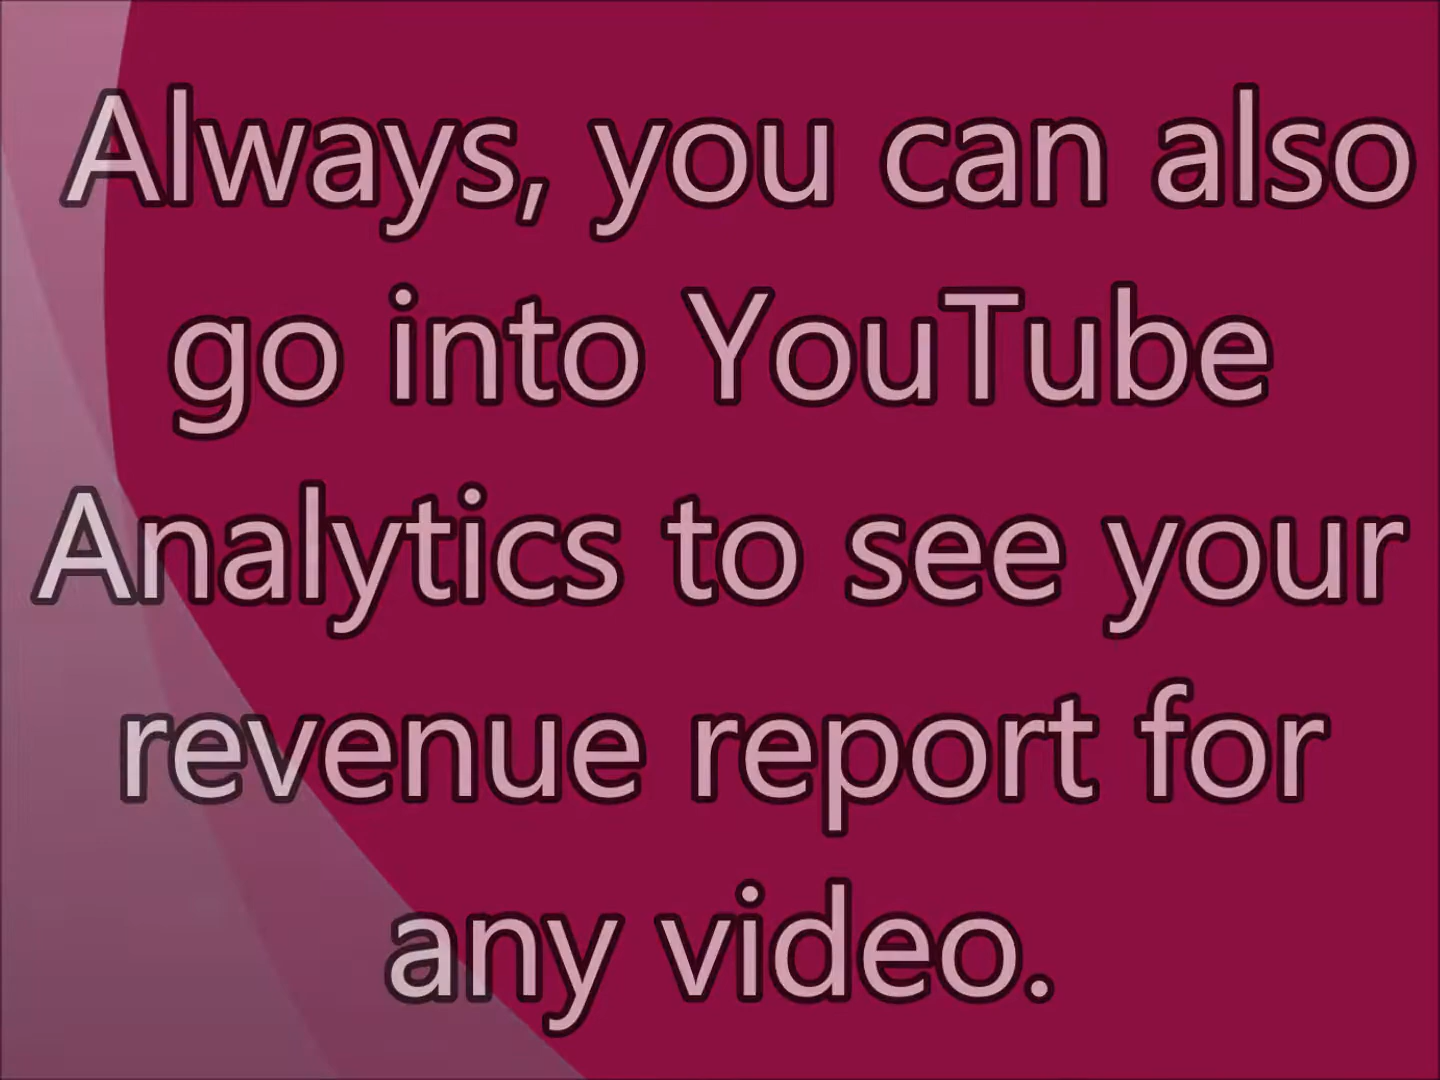 Always, you can also
go into YouTube
Analytics to see your
revenue report for
any video.